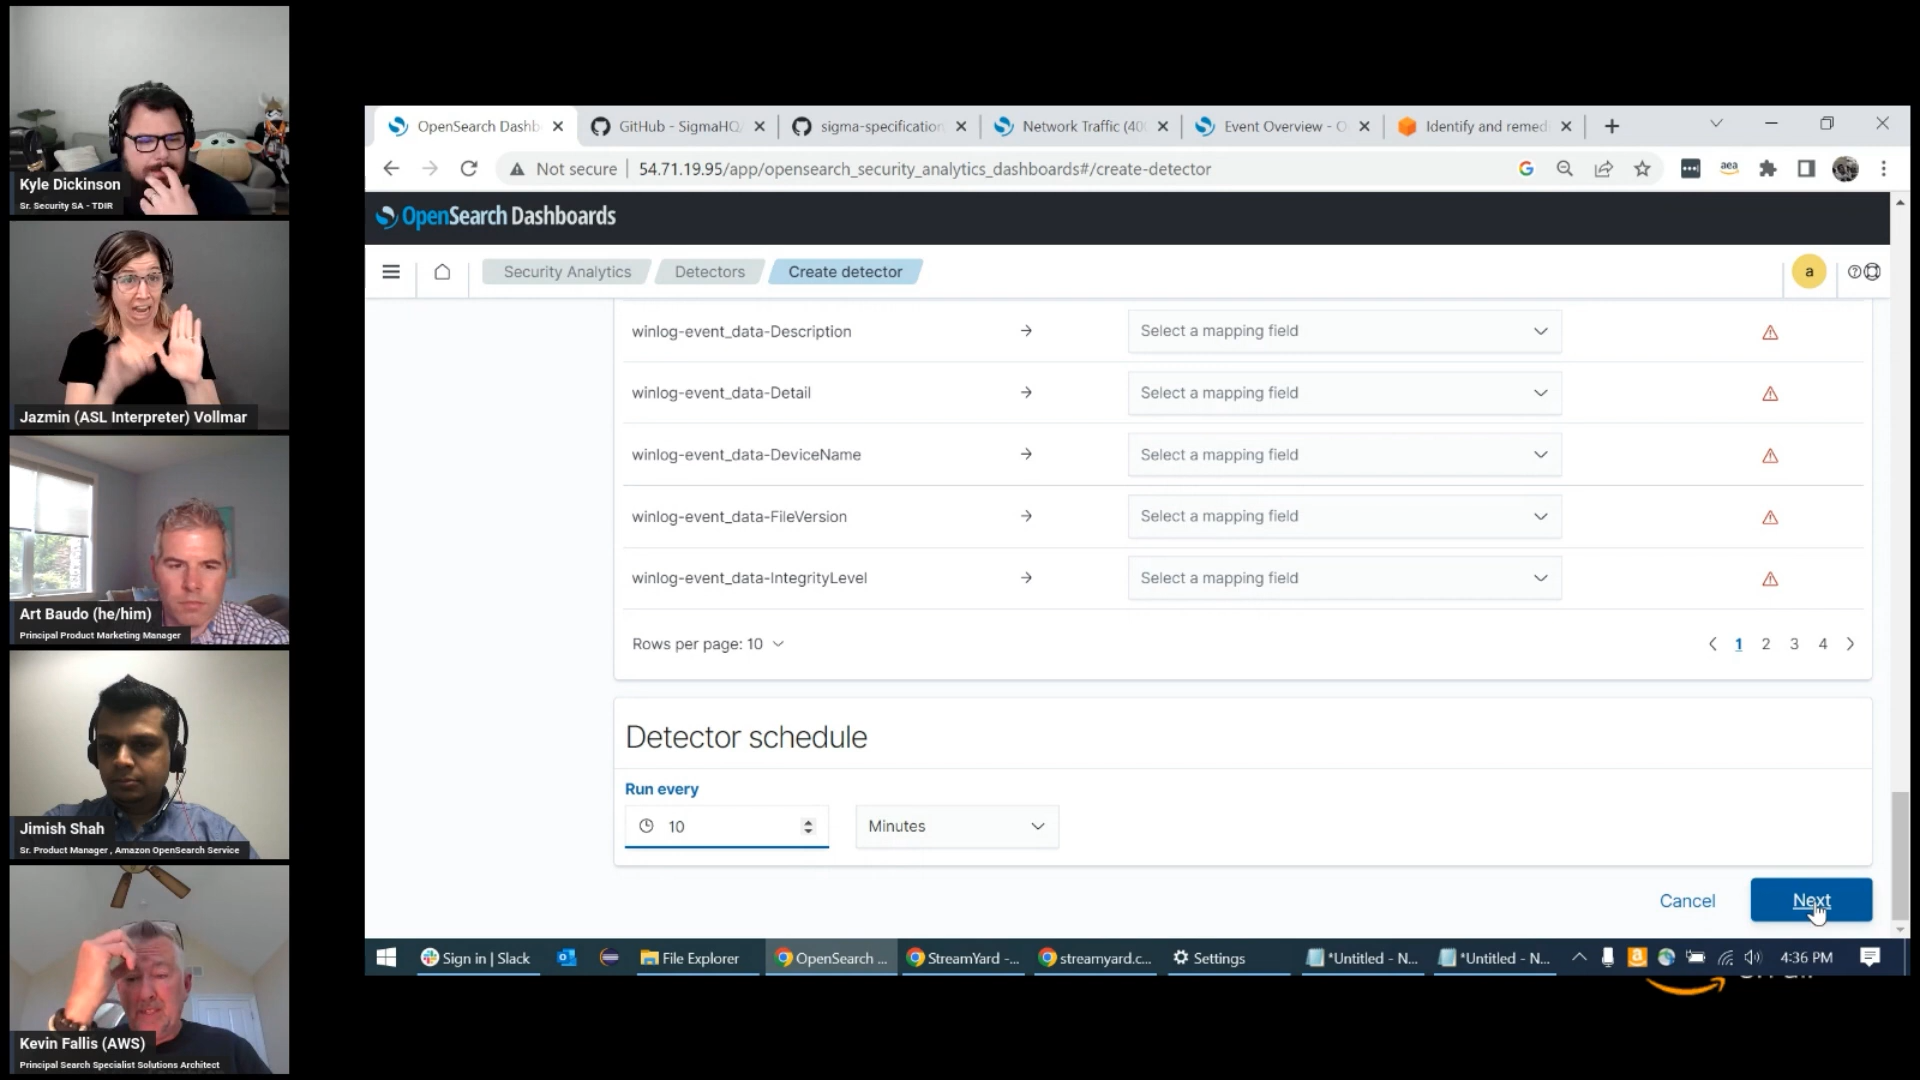 Kyle Dickinson
Sr. Security SA - TDIR
Jazmin (ASL Interpreter) Vollmar
Art Baudo (he/him)
Principal Product Marketing Manager
Jimish Shah
Sr. Product Manager , Amazon OpenSearch Service
Kevin Fallis (AWS)
Principal Search Specialist Solutions Architect
OpenSearch Dashb
GitHub - SigmaHQ
sigma-specification
Network Traffic (40
Event Overview - O
Identify and remed
Not secure
54.71.19.95/app/opensearch_security_analytics_dashboards#/create-detector
aea
OpenSearch Dashboards
Security Analytics
Detectors
Create detector
a
winlog-event_data-Description
Select a mapping field
winlog-event_data-Detail
Select a mapping field
winlog-event_data-DeviceName
Select a mapping field
winlog-event_data-FileVersion
Select a mapping field
winlog-event_data-IntegrityLevel
Select a mapping field
Rows per page: 10
1 2 3 4
Detector schedule
Run every
10
Minutes
Cancel
Next
Sign in | Slack
File Explorer
OpenSearch ...
StreamYard -...
streamyard.c...
Settings
*Untitled - N...
*Untitled - N...
4:36 PM